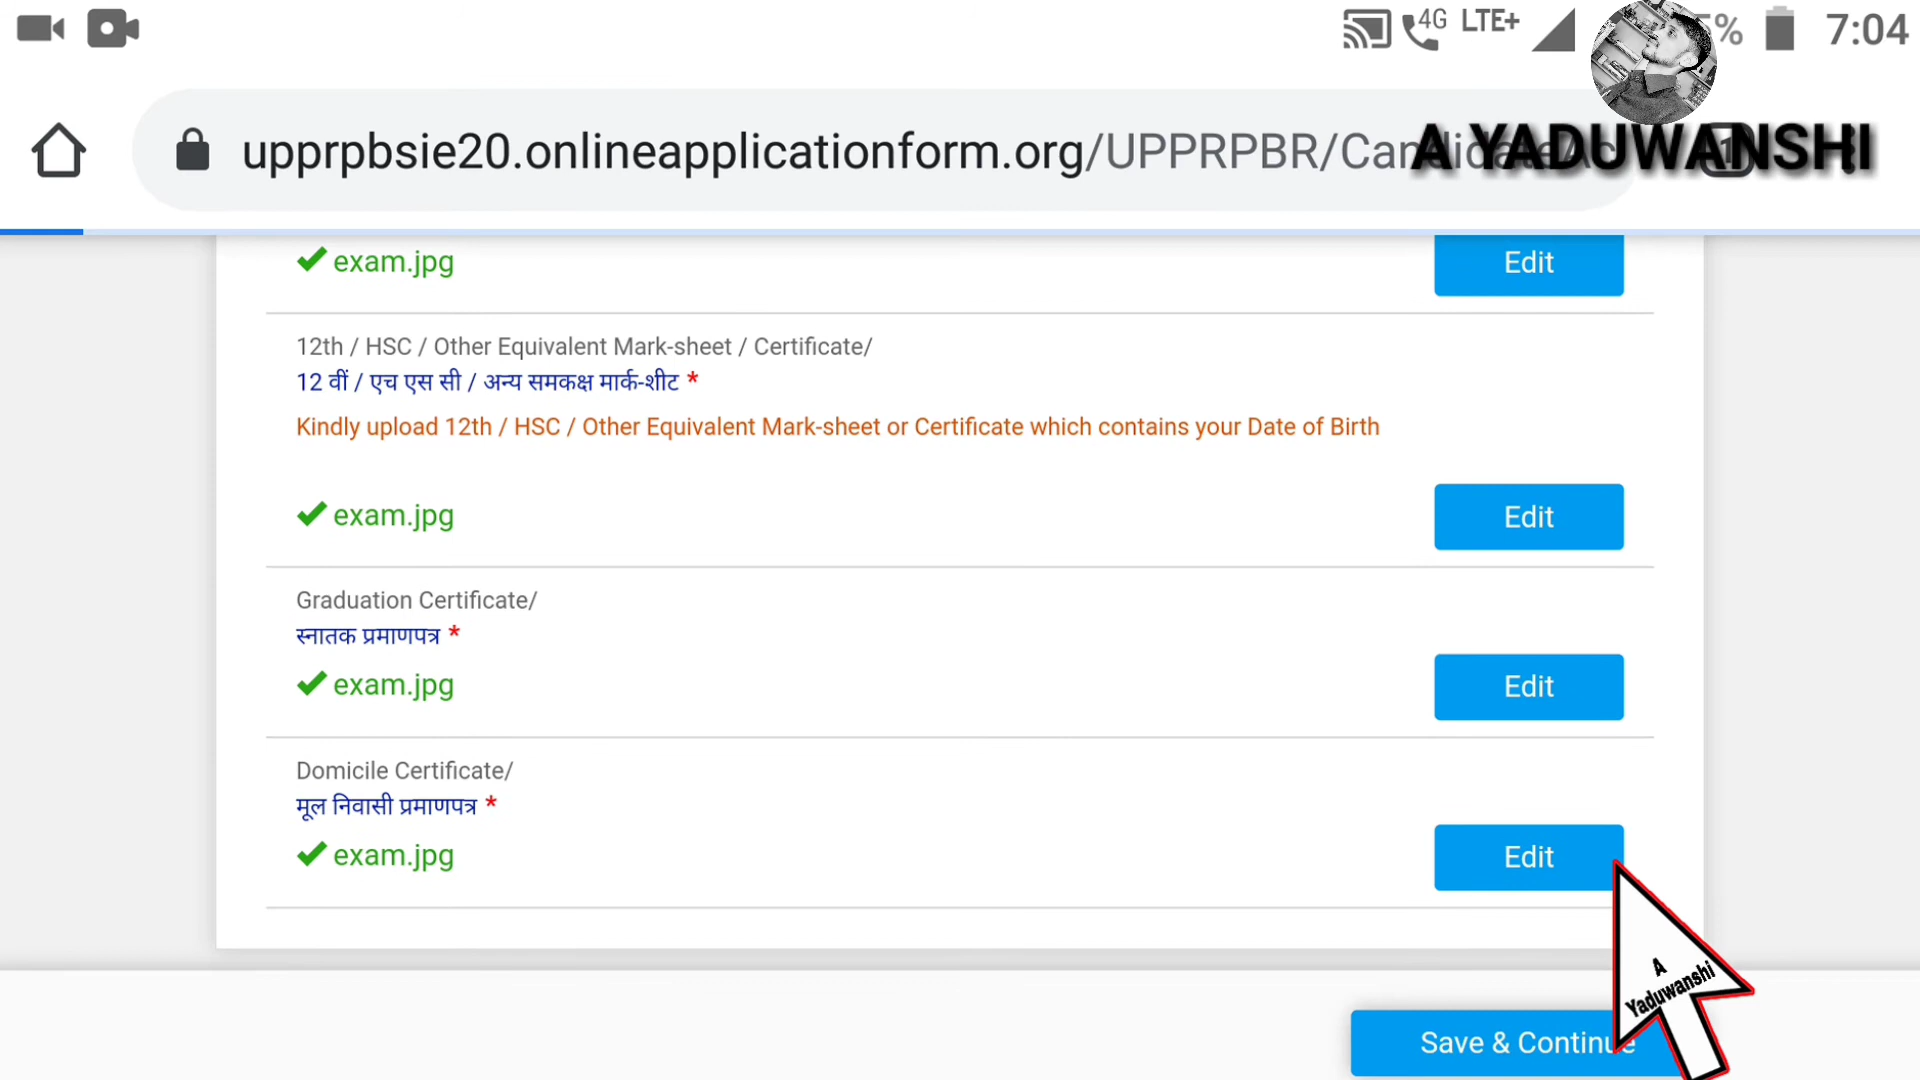 4G LTE+ 5% 7:04
upprpbsie20.onlineapplicationform.org/UPPRPBR/Can
A YADUWANSHI
exam.jpg Edit
12th / HSC / Other Equivalent Mark-sheet / Certificate/
12 वीं / एच एस सी / अन्य समकक्ष मार्क-शीट *
Kindly upload 12th / HSC / Other Equivalent Mark-sheet or Certificate which contains your Date of Birth
exam.jpg Edit
Graduation Certificate/
स्नातक प्रमाणपत्र *
exam.jpg Edit
Domicile Certificate/
मूल निवासी प्रमाणपत्र *
exam.jpg Edit
A
Yaduwanshi
Save & Continue